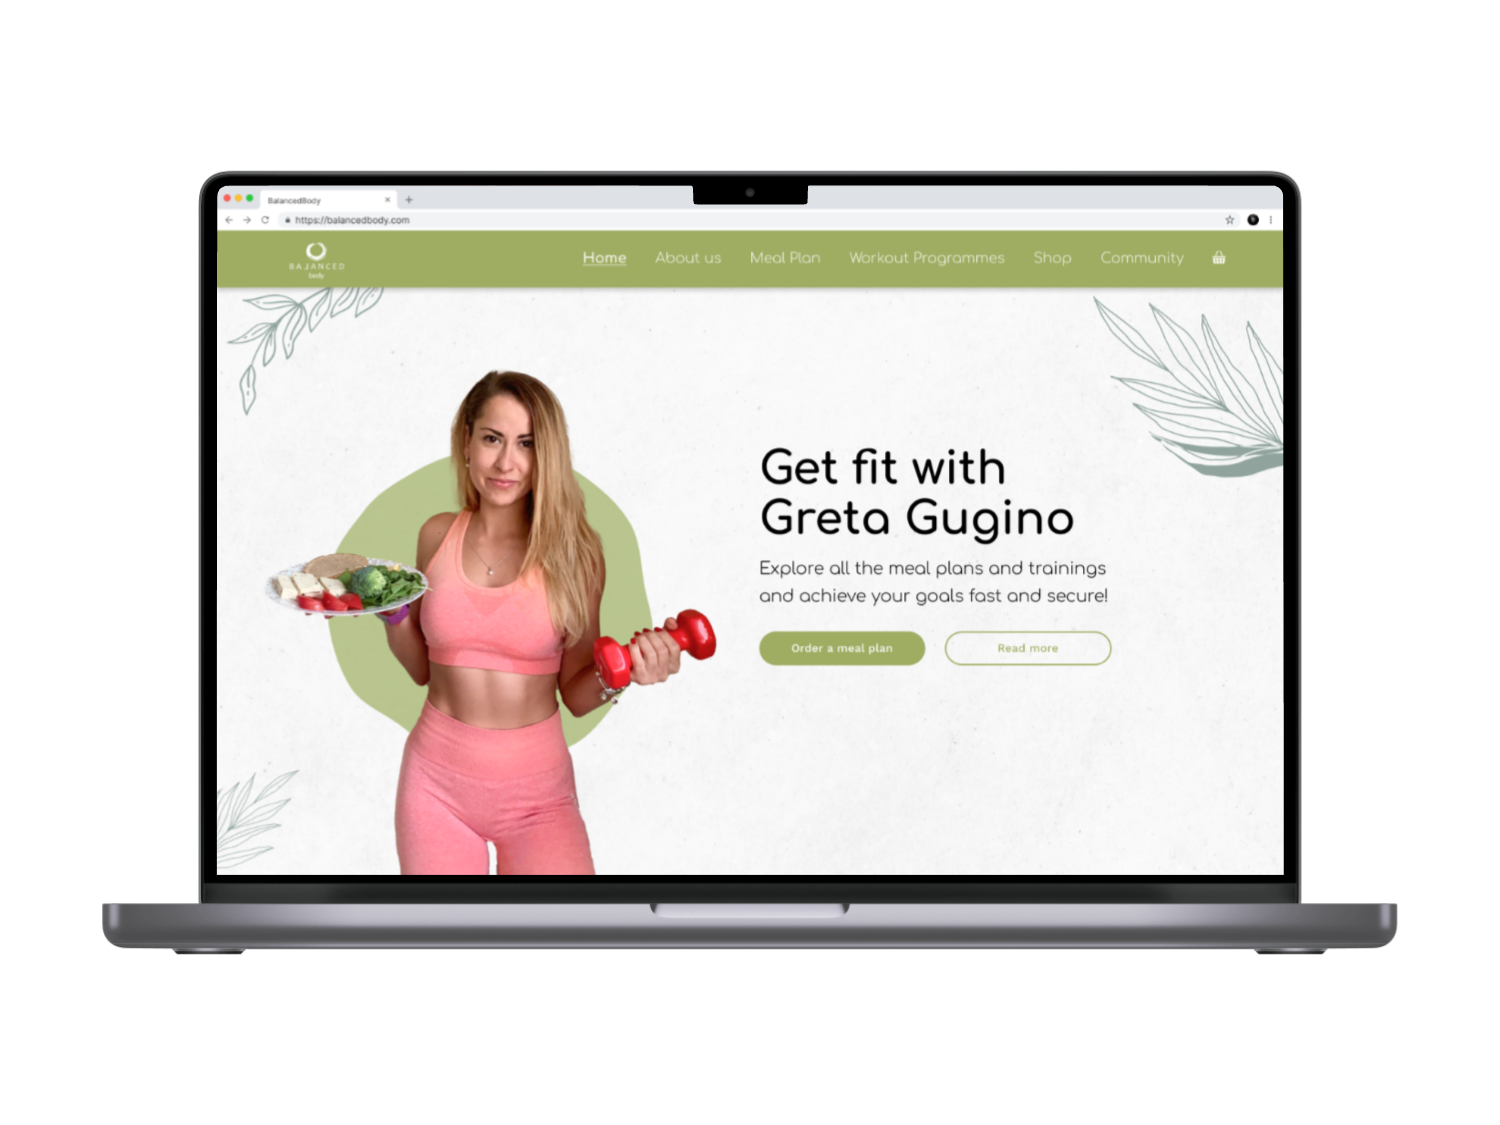 BalancedBody
https://balancedbody.com
BALANCED
body
Home About us Meal Plan Workout Programmes Shop Community
Get fit with
Greta Gugino
Explore all the meal plans and trainings
and achieve your goals fast and secure!
Order a meal plan Read more